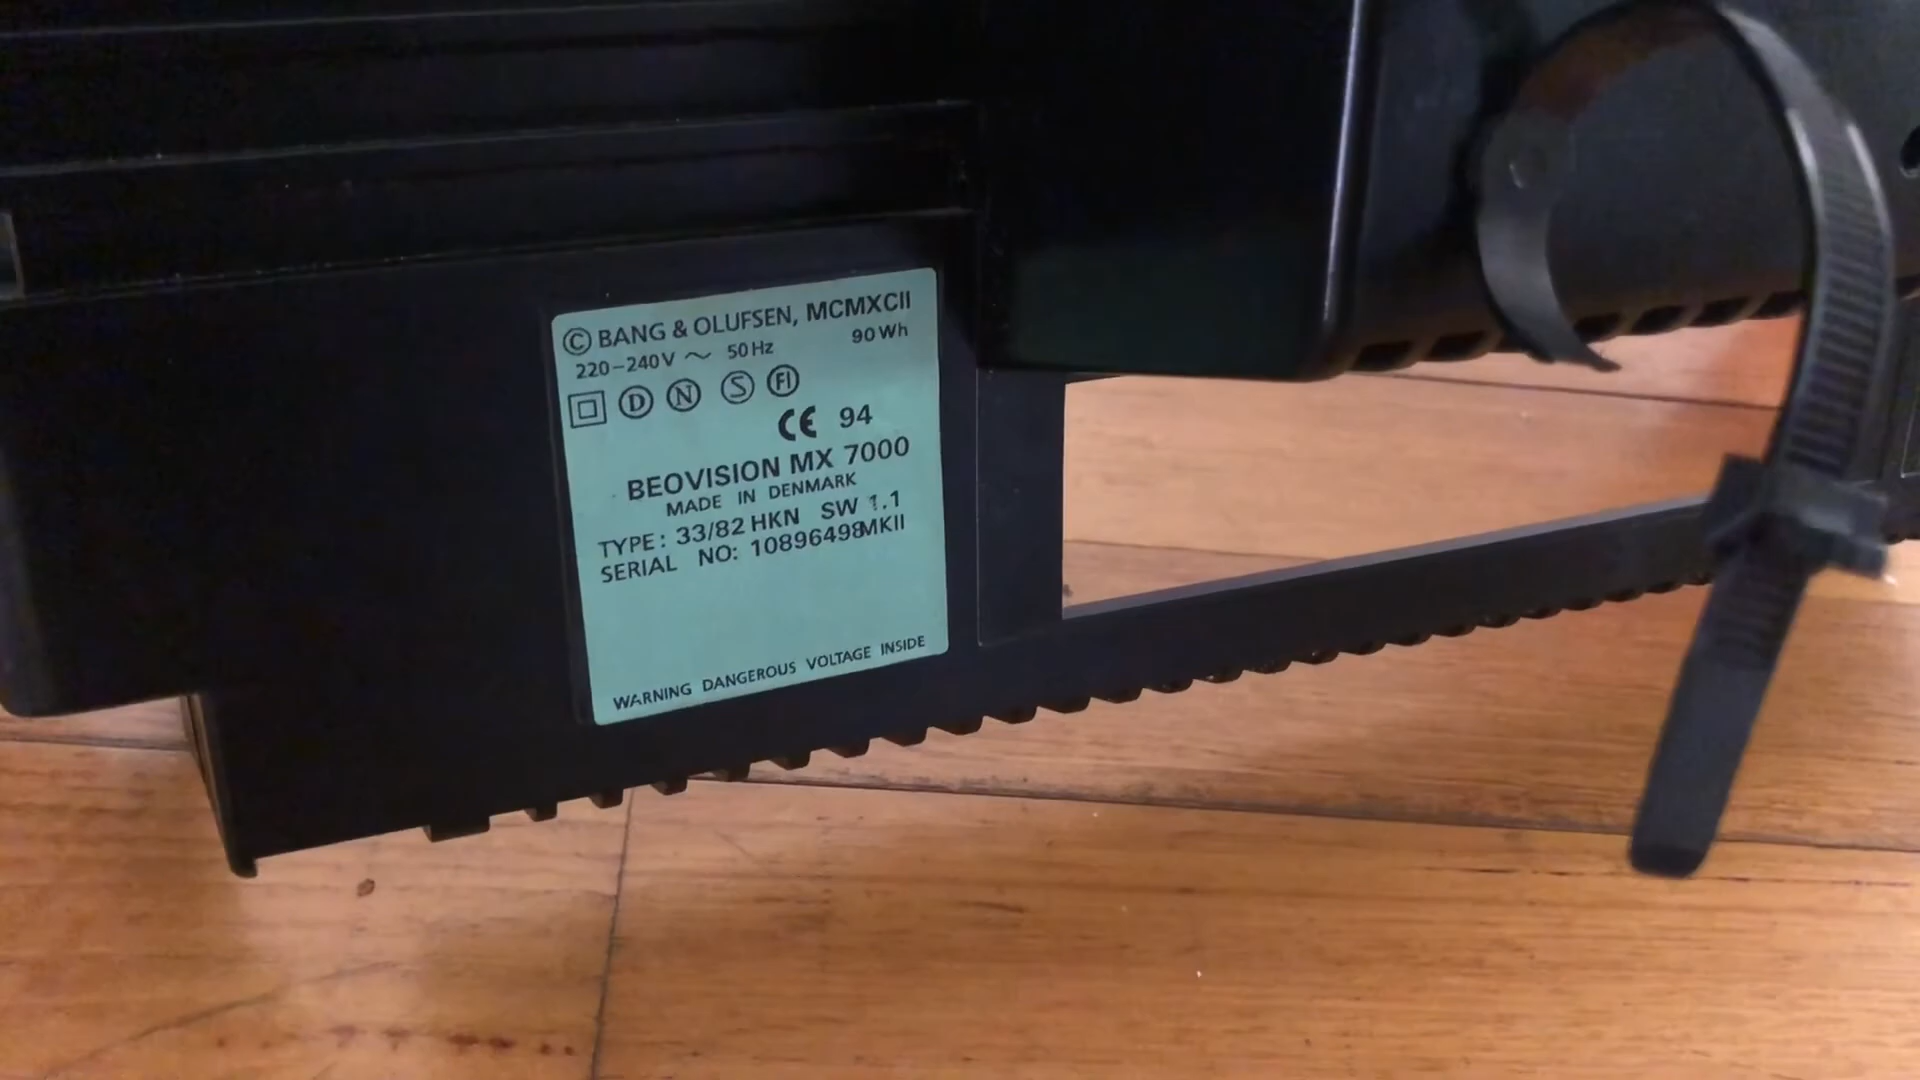 © BANG & OLUFSEN, MCMXCII
220-240V ~ 50Hz 90Wh
D N S FI
CE 94
BEOVISION MX 7000
MADE IN DENMARK
TYPE: 33/82 HKN SW 1.1
SERIAL NO: 10896498MKII
WARNING DANGEROUS VOLTAGE INSIDE